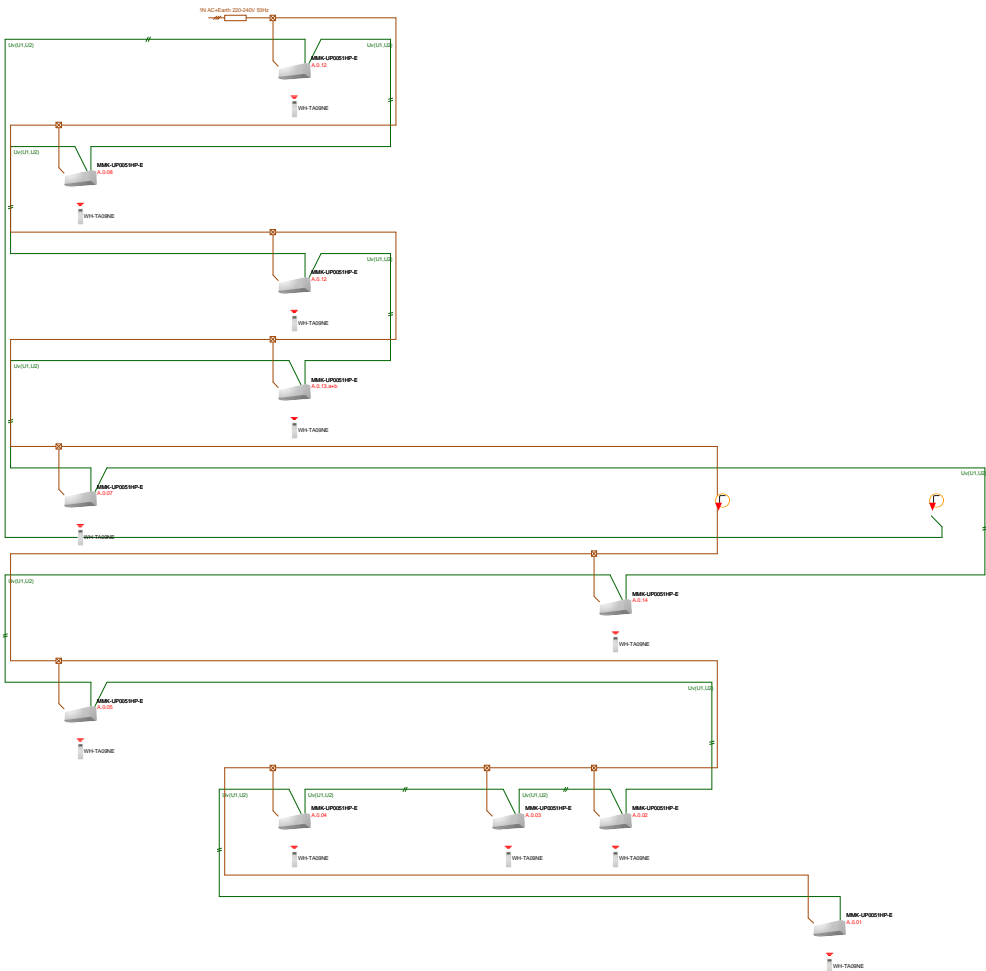 1N AC+Earth 220-240V 50Hz
Uv(U1,U2)
Uv(U1,U2)
MMK-UP0051HP-E
A.0.12
WH-TA09NE
Uv(U1,U2)
MMK-UP0051HP-E
A.0.08
WH-TA09NE
Uv(U1,U2)
MMK-UP0051HP-E
A.0.12
WH-TA09NE
Uv(U1,U2)
MMK-UP0051HP-E
A.0.13 a+b
WH-TA09NE
Uv(U1,U2)
MMK-UP0051HP-E
A.0.07
WH-TA09NE
Uv(U1,U2)
MMK-UP0051HP-E
A.0.14
WH-TA09NE
Uv(U1,U2)
MMK-UP0051HP-E
A.0.05
WH-TA09NE
Uv(U1,U2)
Uv(U1,U2)
Uv(U1,U2)
MMK-UP0051HP-E
A.0.04
MMK-UP0051HP-E
A.0.03
MMK-UP0051HP-E
A.0.02
WH-TA09NE
WH-TA09NE
WH-TA09NE
MMK-UP0051HP-E
A.0.01
WH-TA09NE